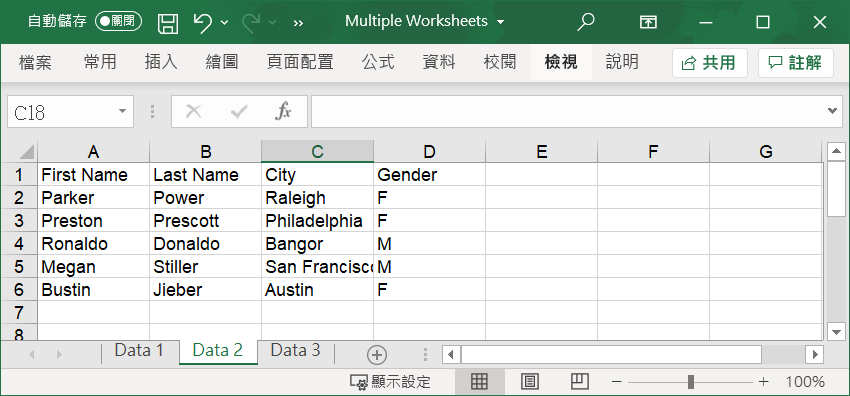 自動儲存 關閉 Multiple Worksheets
檔案 常用 插入 繪圖 頁面配置 公式 資料 校閱 檢視 說明 共用 註解
C18 fx
A B C D E F G
1 First Name Last Name City Gender
2 Parker Power Raleigh F
3 Preston Prescott Philadelphia F
4 Ronaldo Donaldo Bangor M
5 Megan Stiller San Francisco M
6 Bustin Jieber Austin F
7
8
Data 1 Data 2 Data 3
顯示設定 100%